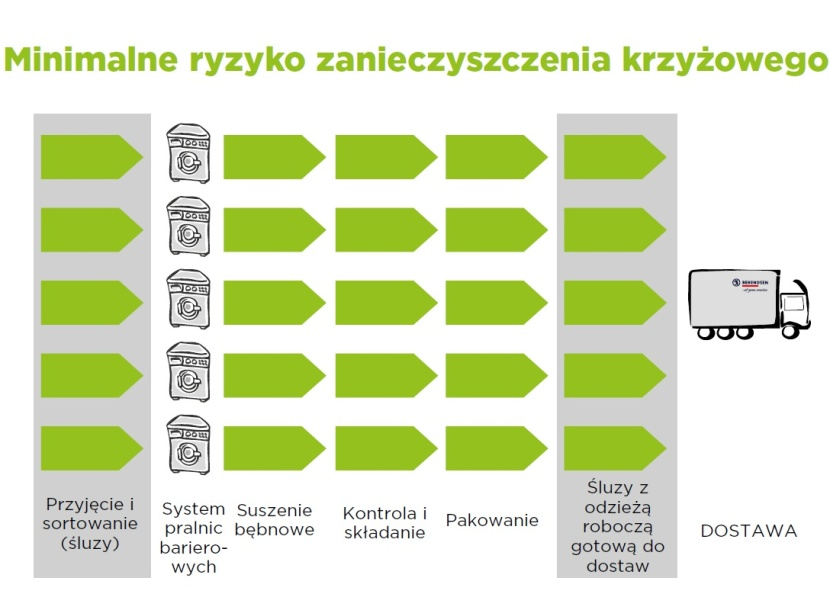 Minimalne ryzyko zanieczyszczenia krzyżowego
BERENDSEN
Przyjęcie i
sortowanie
(śluzy)
System
pralnic
bariero-
wych
Suszenie
bębnowe
Kontrola i
składanie
Pakowanie
Śluzy z
odzieżą
roboczą
gotową do
dostaw
DOSTAWA